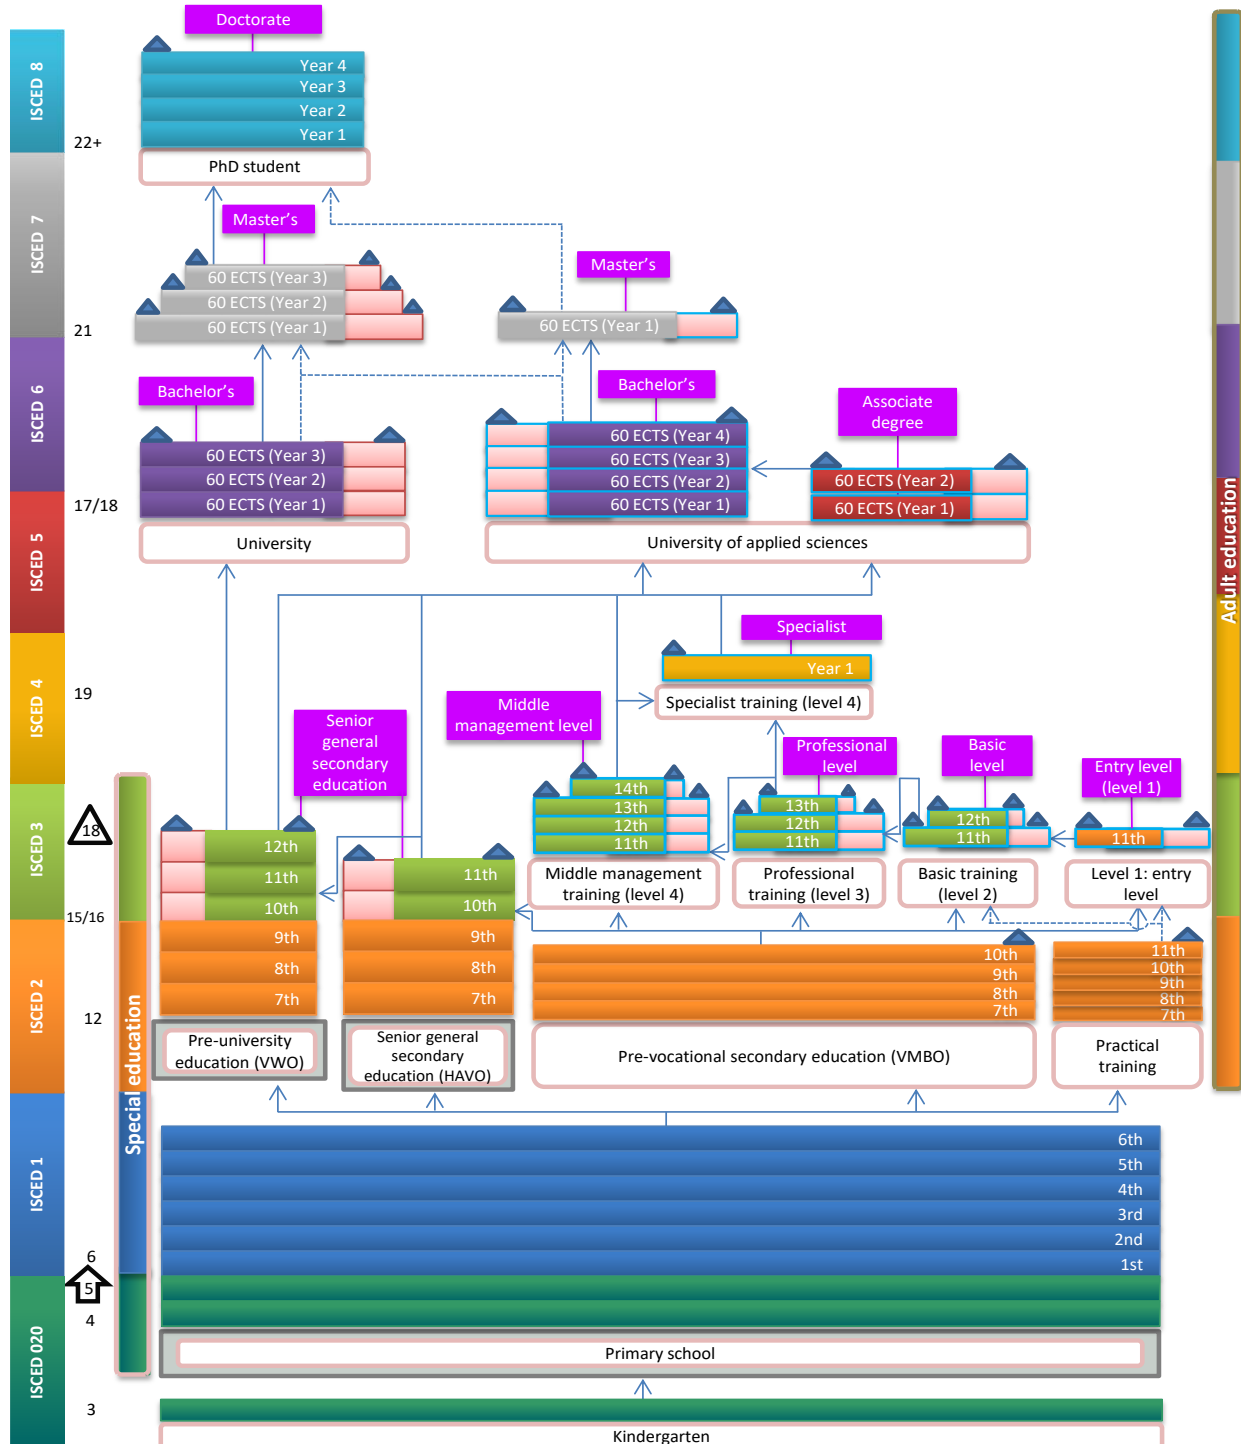 Doctorate
ISCED 8
Year 4
Year 3
Year 2
Year 1
22+
PhD student
ISCED 7
Master's
60 ECTS (Year 3)
60 ECTS (Year 2)
60 ECTS (Year 1)
Master's
60 ECTS (Year 1)
21
ISCED 6
Bachelor's
60 ECTS (Year 3)
60 ECTS (Year 2)
60 ECTS (Year 1)
Bachelor's
60 ECTS (Year 4)
60 ECTS (Year 3)
60 ECTS (Year 2)
60 ECTS (Year 1)
Associate
degree
60 ECTS (Year 2)
60 ECTS (Year 1)
17/18
University
University of applied sciences
ISCED 5
Adult education
Specialist
Year 1
Specialist training (level 4)
ISCED 4
19
Senior
general
secondary
education
Middle
management level
Professional
level
Basic
level
Entry level
(level 1)
ISCED 3
18
12th
11th
10th
11th
10th
14th
13th
12th
11th
13th
12th
11th
12th
11th
11th
Middle management
training (level 4)
Professional
training (level 3)
Basic training
(level 2)
Level 1: entry
level
15/16
ISCED 2
9th
8th
7th
9th
8th
7th
10th
9th
8th
7th
11th
10th
9th
8th
7th
12
Special education
Pre-university
education (VWO)
Senior general
secondary
education (HAVO)
Pre-vocational secondary education (VMBO)
Practical
training
ISCED 1
6th
5th
4th
3rd
2nd
1st
6
5
4
ISCED 020
Primary school
3
Kindergarten